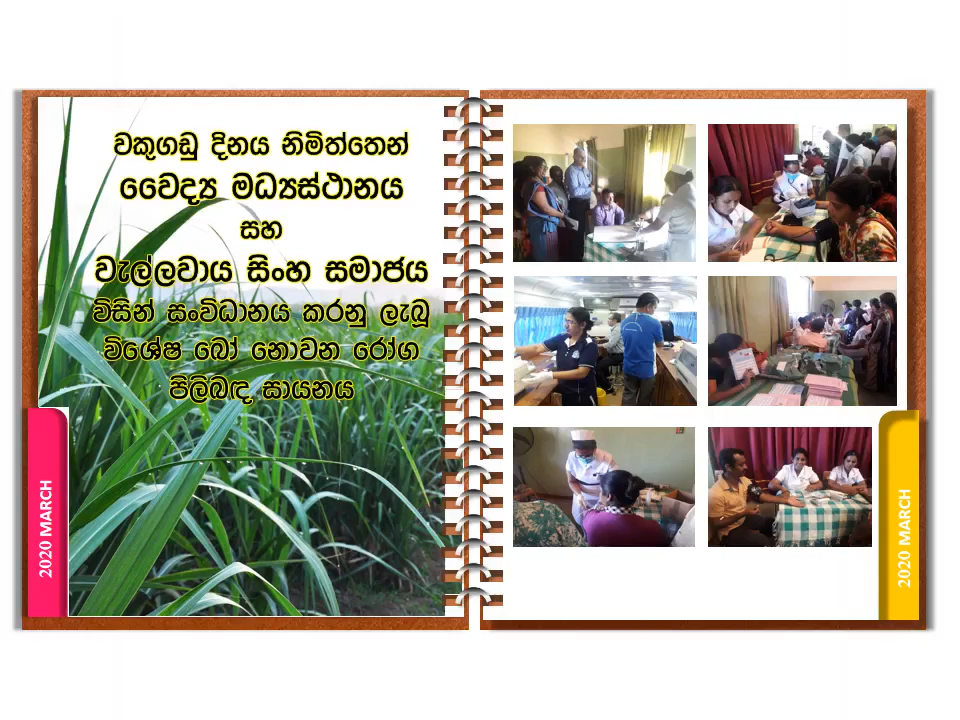 වකුගඩු දිනය නිමිත්තෙන්
වෛද්‍ය මධ්‍යස්ථානය
සහ
වැල්ලවාය සිංහ සමාජය
විසින් සංවිධානය කරනු ලැබූ
විශේෂ බෝ නොවන රෝග
පිලිබඳ සායනය
2020 MARCH
2020 MARCH